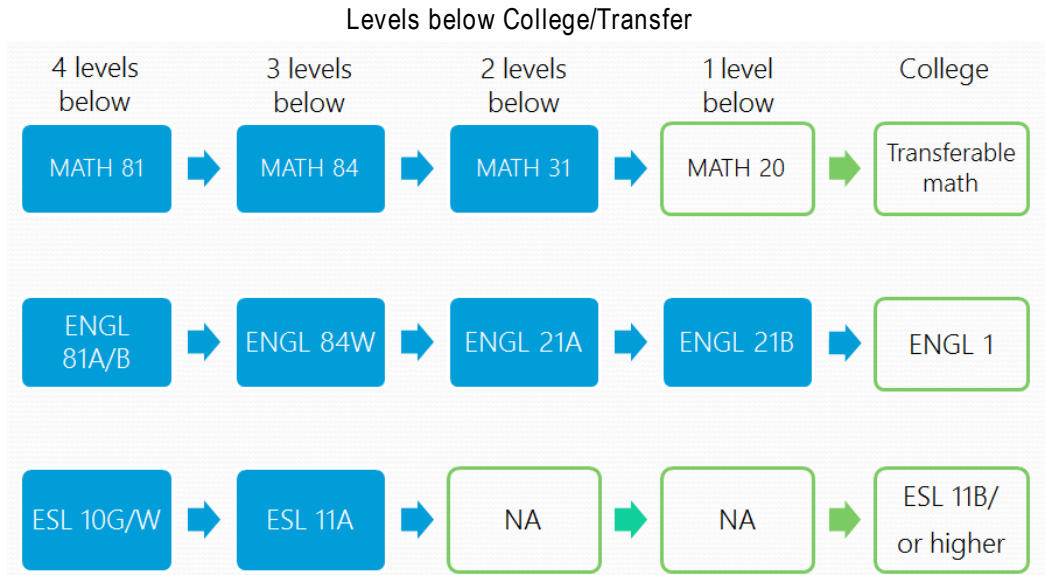 Levels below College/Transfer
4 levels below
3 levels below
2 levels below
1 level below
College
MATH 81
MATH 84
MATH 31
MATH 20
Transferable math
ENGL 81A/B
ENGL 84W
ENGL 21A
ENGL 21B
ENGL 1
ESL 10G/W
ESL 11A
NA
NA
ESL 11B/
or higher